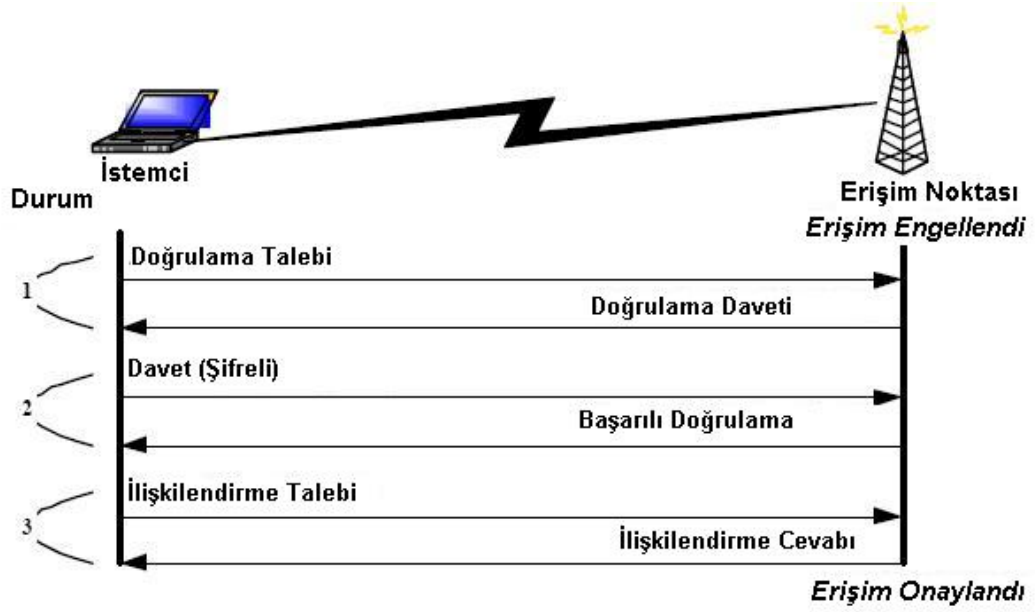 İstemci
Durum
Erişim Noktası
Erişim Engellendi
1
.Doğrulama Talebi
Doğrulama Daveti
2
Davet (Şifreli)
Başarılı Doğrulama
3
İlişkilendirme Talebi
İlişkilendirme Cevabı
Erişim Onaylandı